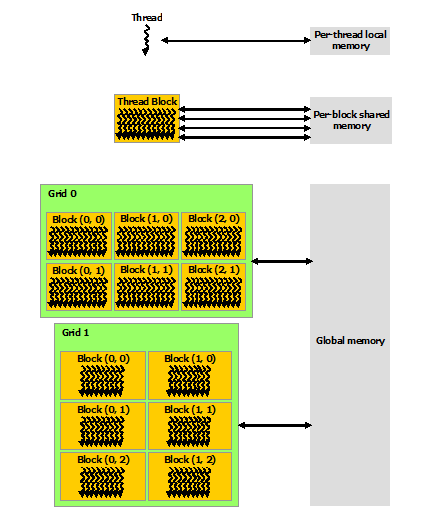 Thread
Per-thread local
memory
Thread Block
Per-block shared
memory
Grid 0
Block (0, 0) Block (1, 0) Block (2, 0)
Block (0, 1) Block (1, 1) Block (2, 1)
Global memory
Grid 1
Block (0, 0) Block (1, 0)
Block (0, 1) Block (1, 1)
Block (0, 2) Block (1, 2)